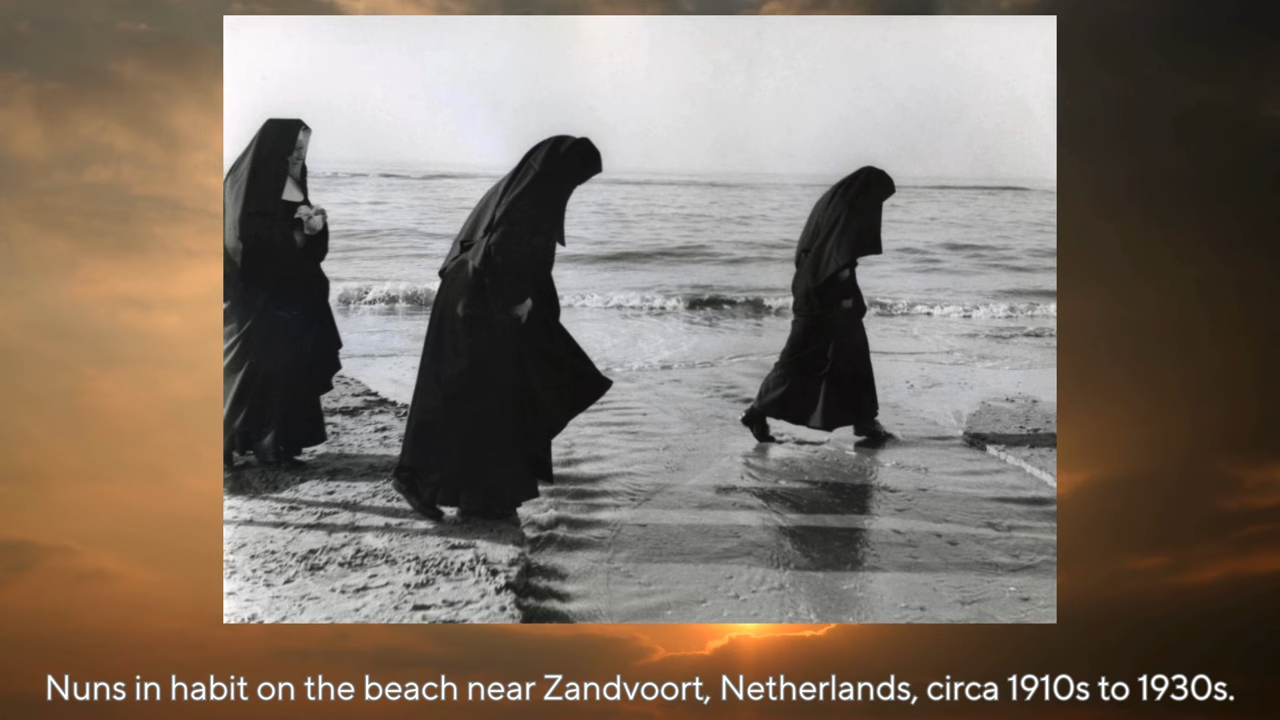 Nuns in habit on the beach near Zandvoort, Netherlands, circa 1910s to 1930s.